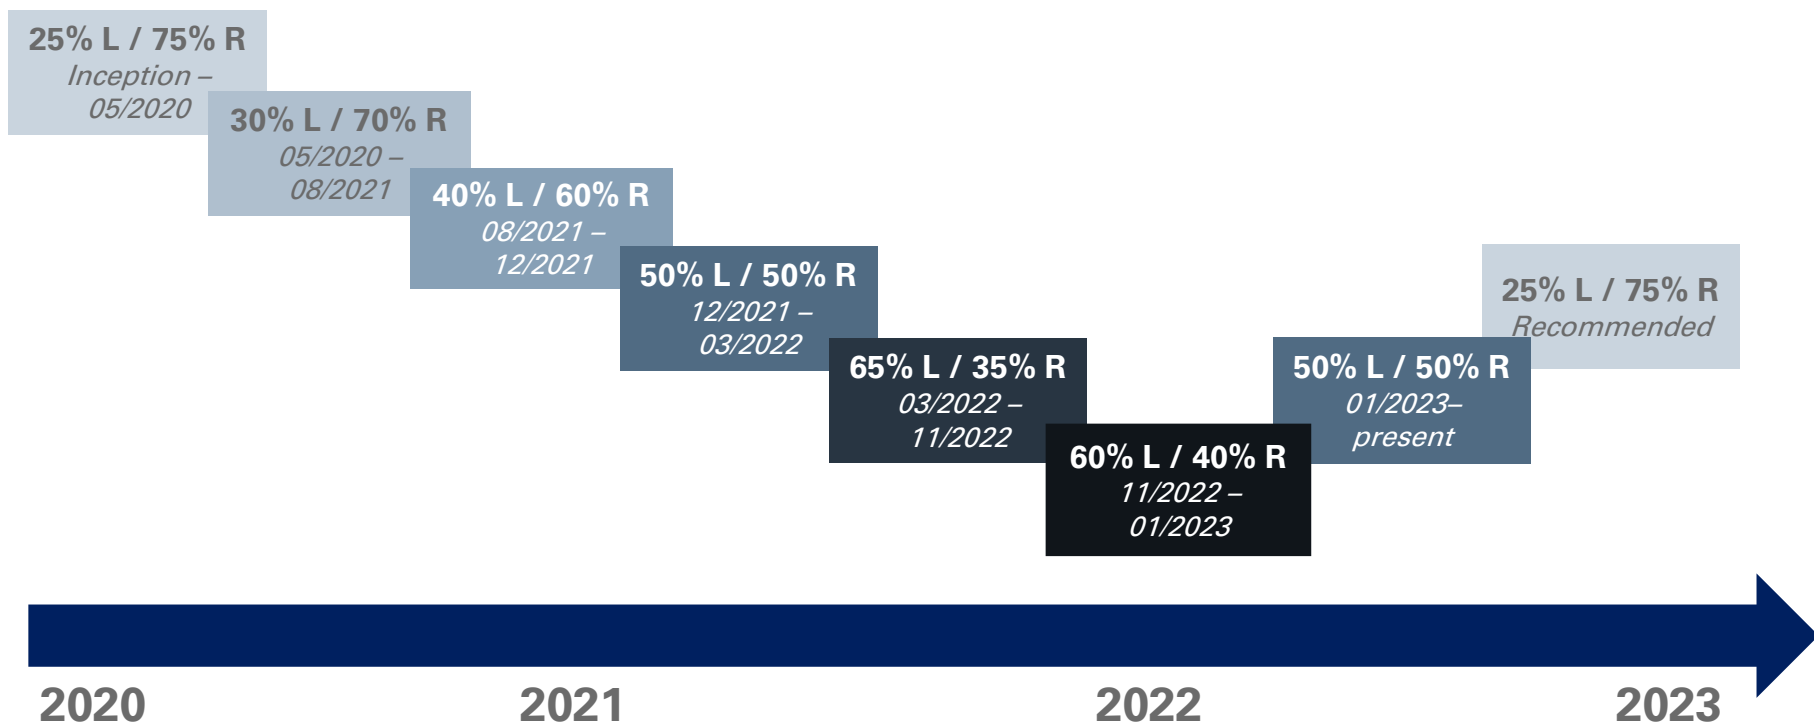 25% L / 75% R
Inception –
05/2020
30% L / 70% R
05/2020 –
08/2021
40% L / 60% R
08/2021 –
12/2021
50% L / 50% R
12/2021 –
03/2022
65% L / 35% R
03/2022 –
11/2022
60% L / 40% R
11/2022 –
01/2023
50% L / 50% R
01/2023–
present
25% L / 75% R
Recommended
2020
2021
2022
2023